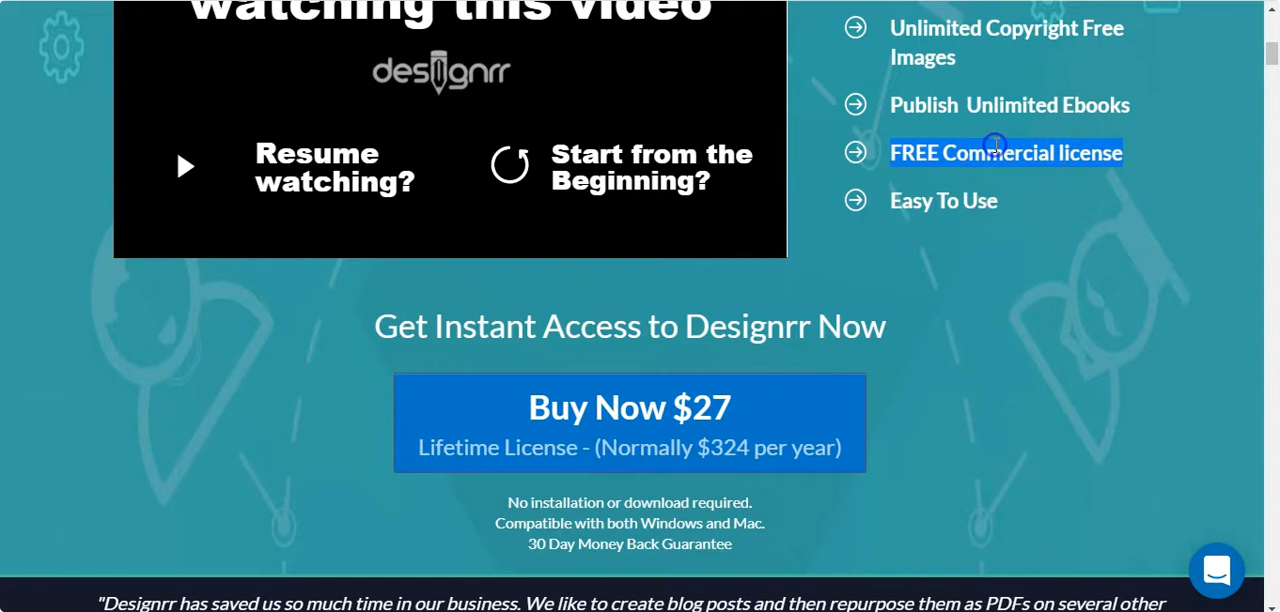 watching this video
designrr
Resume
watching?
Start from the
Beginning?
Unlimited Copyright Free
Images
Publish Unlimited Ebooks
FREE Commercial license
Easy To Use
Get Instant Access to Designrr Now
Buy Now $27
Lifetime License - (Normally $324 per year)
No installation or download required.
Compatible with both Windows and Mac.
30 Day Money Back Guarantee
"Designrr has saved us so much time in our business. We like to create blog posts and then repurpose them as PDFs on several other